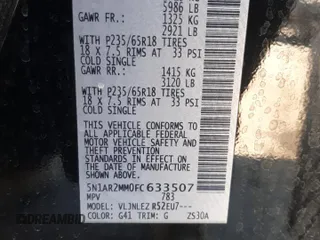 5986 LB
GAWR FR.: 1325 KG
2921 LB
WITH P235/65R18 TIRES
18 X 7.5 RIMS AT 33 PSI
COLD SINGLE
GAWR RR.: 1415 KG
3120 LB
WITH P235/65R18 TIRES
18 X 7.5 RIMS AT 33 PSI
COLD SINGLE
THIS VEHICLE CONFORMS TO ALL APPLICABLE
FEDERAL MOTOR VEHICLE SAFETY AND
THEFT PREVENTION STANDARDS IN EFFECT
ON THE DATE OF MANUFACTURE
SHOWN ABOVE.
5N1AR2MM0FC633507
MPV 783
MODEL: VLJNLEZ R52EU7---
COLOR: G41 TRIM: G ZS30A
DREAMBID